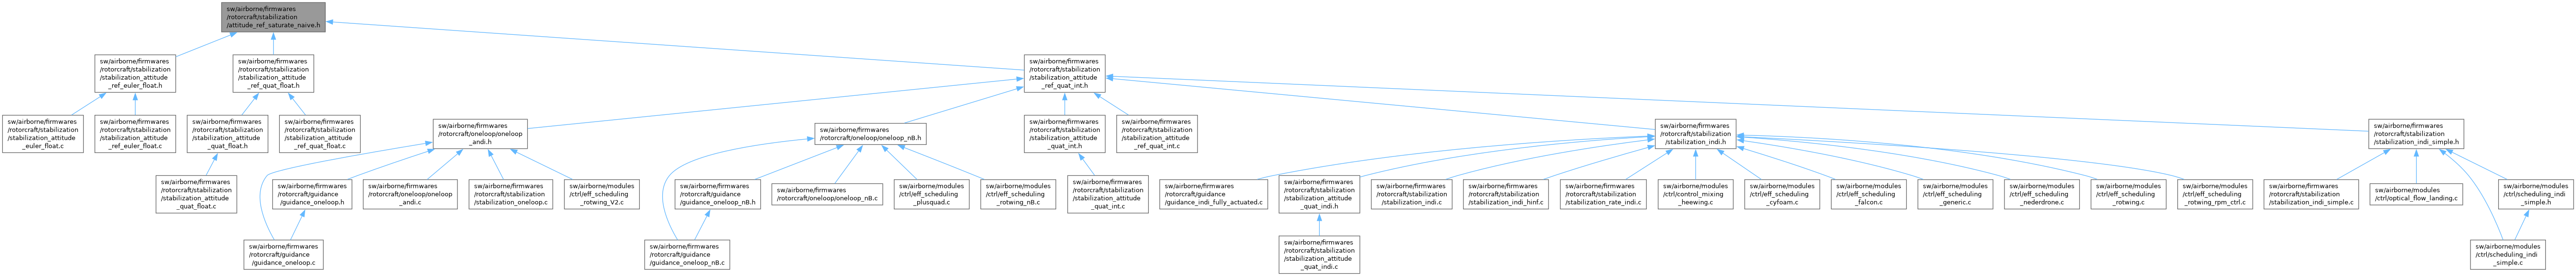 sw/airborne/firmwares
/rotorcraft/stabilization
/attitude_ref_saturate_naive.h
sw/airborne/firmwares
/rotorcraft/stabilization
/stabilization_attitude
_ref_euler_float.h
sw/airborne/firmwares
/rotorcraft/stabilization
/stabilization_attitude
_ref_quat_float.h
sw/airborne/firmwares
/rotorcraft/stabilization
/stabilization_attitude
_ref_quat_int.h
sw/airborne/firmwares
/rotorcraft/stabilization
/stabilization_attitude
_euler_float.c
sw/airborne/firmwares
/rotorcraft/stabilization
/stabilization_attitude
_ref_euler_float.c
sw/airborne/firmwares
/rotorcraft/stabilization
/stabilization_attitude
_quat_float.h
sw/airborne/firmwares
/rotorcraft/stabilization
/stabilization_attitude
_ref_quat_float.c
sw/airborne/firmwares
/rotorcraft/oneloop/oneloop
_andi.h
sw/airborne/firmwares
/rotorcraft/oneloop/oneloop_nB.h
sw/airborne/firmwares
/rotorcraft/stabilization
/stabilization_attitude
_quat_int.h
sw/airborne/firmwares
/rotorcraft/stabilization
/stabilization_attitude
_ref_quat_int.c
sw/airborne/firmwares
/rotorcraft/stabilization
/stabilization_indi.h
sw/airborne/firmwares
/rotorcraft/stabilization
/stabilization_indi_simple.h
sw/airborne/firmwares
/rotorcraft/stabilization
/stabilization_attitude
_quat_float.c
sw/airborne/firmwares
/rotorcraft/guidance
/guidance_oneloop.h
sw/airborne/firmwares
/rotorcraft/oneloop/oneloop
_andi.c
sw/airborne/firmwares
/rotorcraft/stabilization
/stabilization_oneloop.c
sw/airborne/modules
/ctrl/eff_scheduling
_rotwing_V2.c
sw/airborne/firmwares
/rotorcraft/guidance
/guidance_oneloop_nB.h
sw/airborne/firmwares
/rotorcraft/oneloop/oneloop_nB.c
sw/airborne/modules
/ctrl/eff_scheduling
_plusquad.c
sw/airborne/modules
/ctrl/eff_scheduling
_rotwing_nB.c
sw/airborne/firmwares
/rotorcraft/stabilization
/stabilization_attitude
_quat_int.c
sw/airborne/firmwares
/rotorcraft/guidance
/guidance_indi_fully_actuated.c
sw/airborne/firmwares
/rotorcraft/stabilization
/stabilization_attitude
_quat_indi.h
sw/airborne/firmwares
/rotorcraft/stabilization
/stabilization_indi.c
sw/airborne/firmwares
/rotorcraft/stabilization
/stabilization_indi_hinf.c
sw/airborne/firmwares
/rotorcraft/stabilization
/stabilization_rate_indi.c
sw/airborne/modules
/ctrl/control_mixing
_heewing.c
sw/airborne/modules
/ctrl/eff_scheduling
_cyfoam.c
sw/airborne/modules
/ctrl/eff_scheduling
_falcon.c
sw/airborne/modules
/ctrl/eff_scheduling
_generic.c
sw/airborne/modules
/ctrl/eff_scheduling
_nederdrone.c
sw/airborne/modules
/ctrl/eff_scheduling
_rotwing.c
sw/airborne/modules
/ctrl/eff_scheduling
_rotwing_rpm_ctrl.c
sw/airborne/firmwares
/rotorcraft/stabilization
/stabilization_indi_simple.c
sw/airborne/modules
/ctrl/optical_flow_landing.c
sw/airborne/modules
/ctrl/scheduling_indi
_simple.h
sw/airborne/firmwares
/rotorcraft/guidance
/guidance_oneloop.c
sw/airborne/firmwares
/rotorcraft/guidance
/guidance_oneloop_nB.c
sw/airborne/firmwares
/rotorcraft/stabilization
/stabilization_attitude
_quat_indi.c
sw/airborne/modules
/ctrl/scheduling_indi
_simple.c